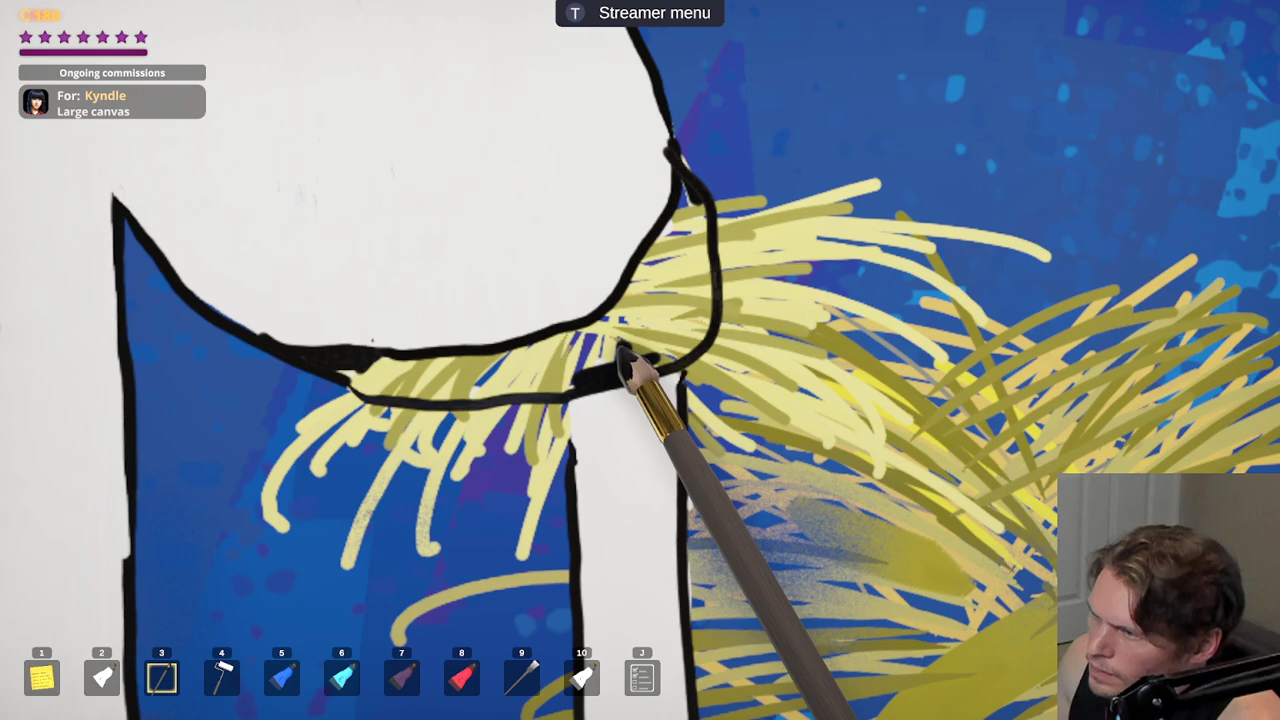 T Streamer menu
Ongoing commissions
For: Kyndle
Large canvas
1 2 3 4 5 6 7 8 9 10 J